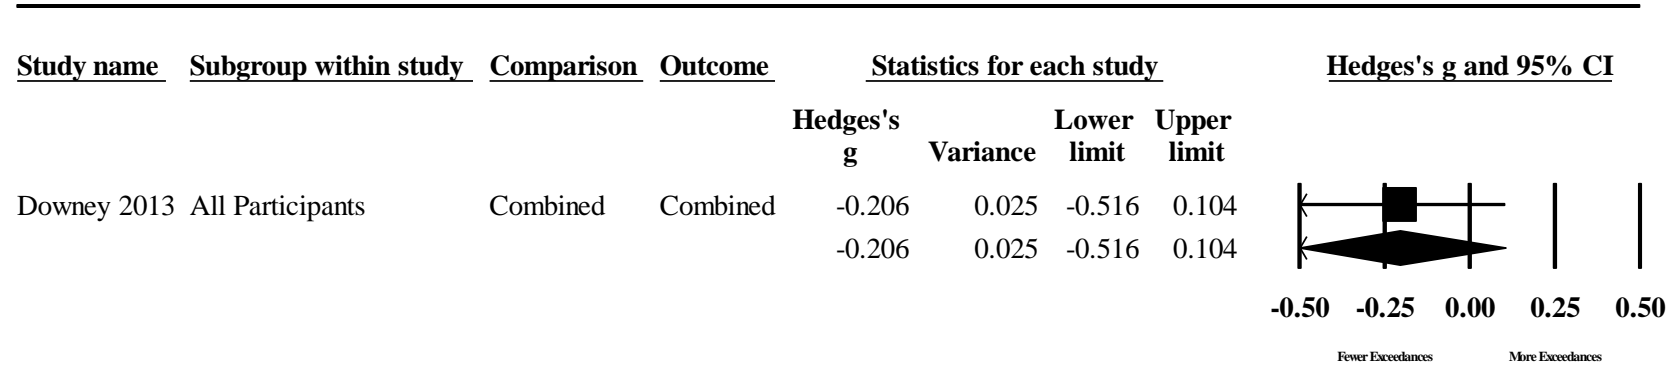 Study name Subgroup within study Comparison Outcome Statistics for each study Hedges's g and 95% CI
Hedges's Lower Upper
g Variance limit limit
Downey 2013 All Participants Combined Combined -0.206 0.025 -0.516 0.104
-0.206 0.025 -0.516 0.104
-0.50 -0.25 0.00 0.25 0.50
Fewer Exceedances More Exceedances